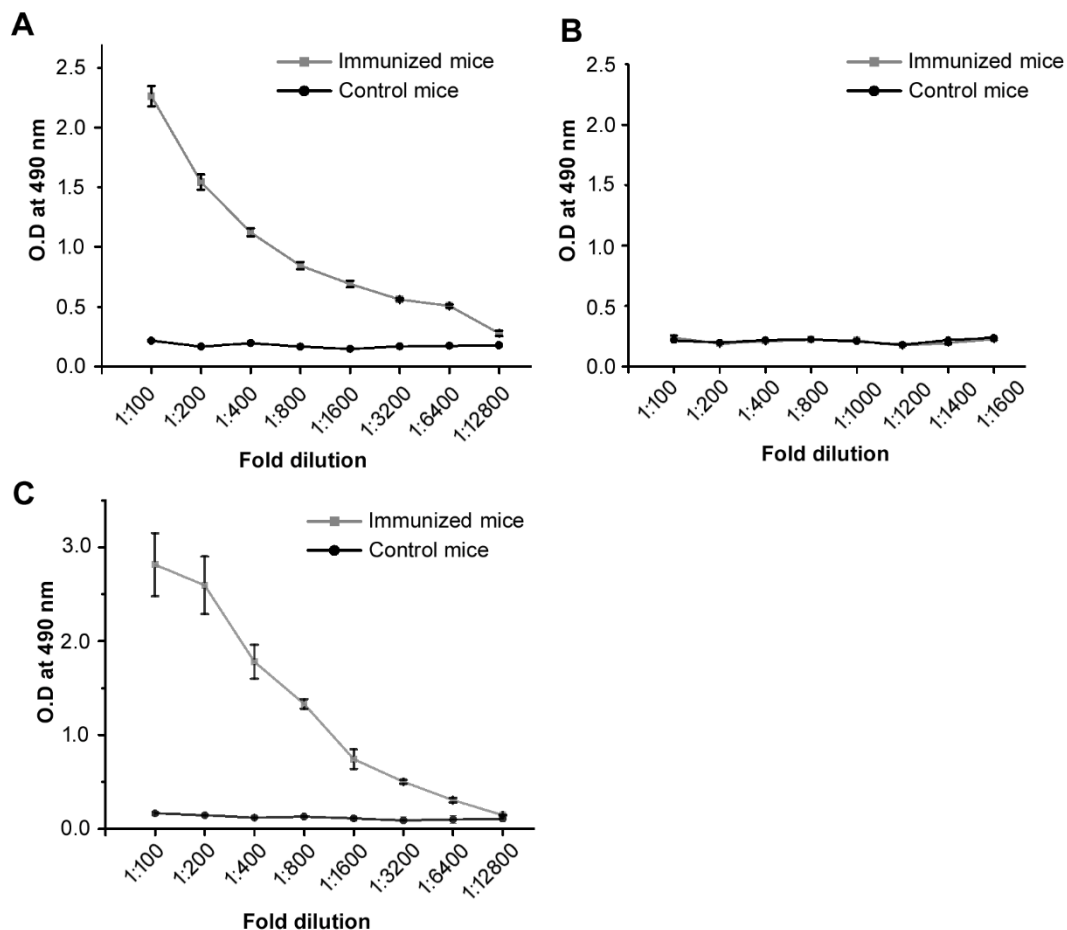 A
Immunized mice
Control mice
O.D at 490 nm
2.5
2.0
1.5
1.0
0.5
0.0
1:100
1:200
1:400
1:800
1:1600
1:3200
1:6400
1:12800
Fold dilution
B
Immunized mice
Control mice
O.D at 490 nm
2.5
2.0
1.5
1.0
0.5
0.0
1:100
1:200
1:400
1:800
1:1000
1:1200
1:1400
1:1600
Fold dilution
C
Immunized mice
Control mice
O.D at 490 nm
3.0
2.0
1.0
0.0
1:100
1:200
1:400
1:800
1:1600
1:3200
1:6400
1:12800
Fold dilution